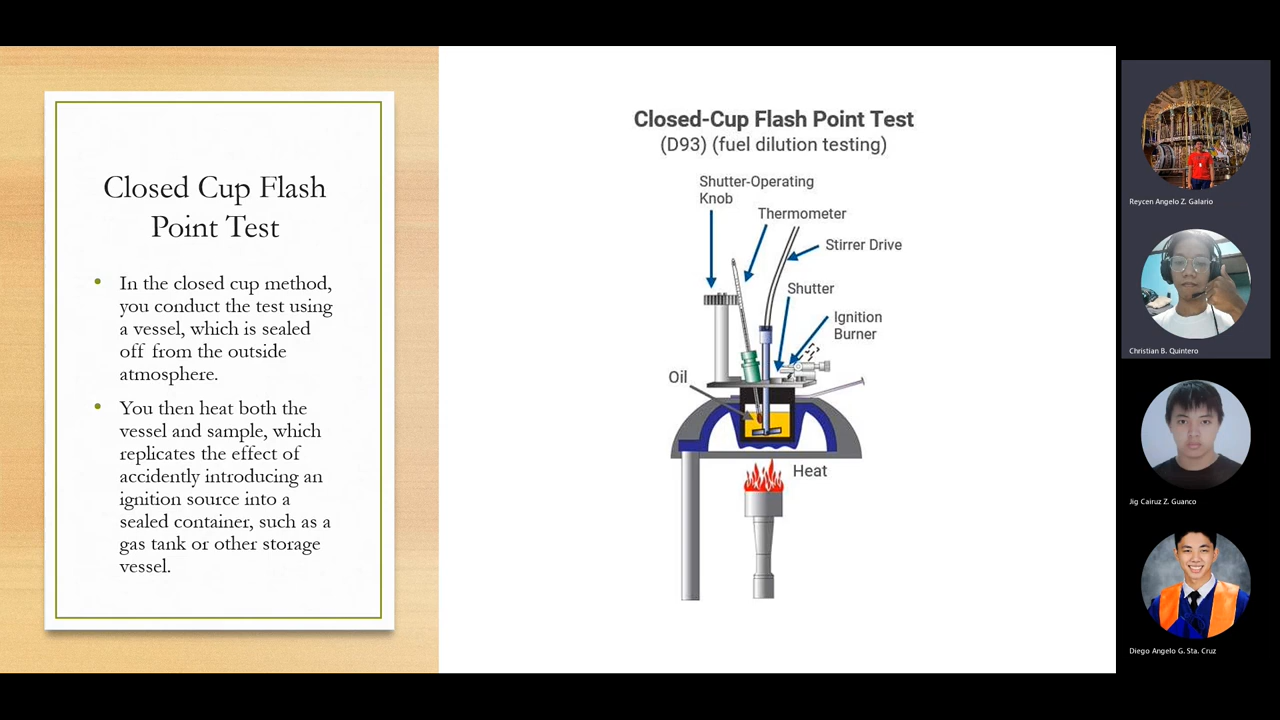 Closed Cup Flash
Point Test
• In the closed cup method,
you conduct the test using
a vessel, which is sealed
off from the outside
atmosphere.
• You then heat both the
vessel and sample, which
replicates the effect of
accidently introducing an
ignition source into a
sealed container, such as a
gas tank or other storage
vessel.
Closed-Cup Flash Point Test
(D93) (fuel dilution testing)
Shutter-Operating
Knob
Thermometer
Stirrer Drive
Shutter
Ignition
Burner
Oil
Heat
Reycen Angelo Z. Galario
Christian B. Quintero
Jig Cairuz Z. Guanco
Diego Angelo G. Sta. Cruz